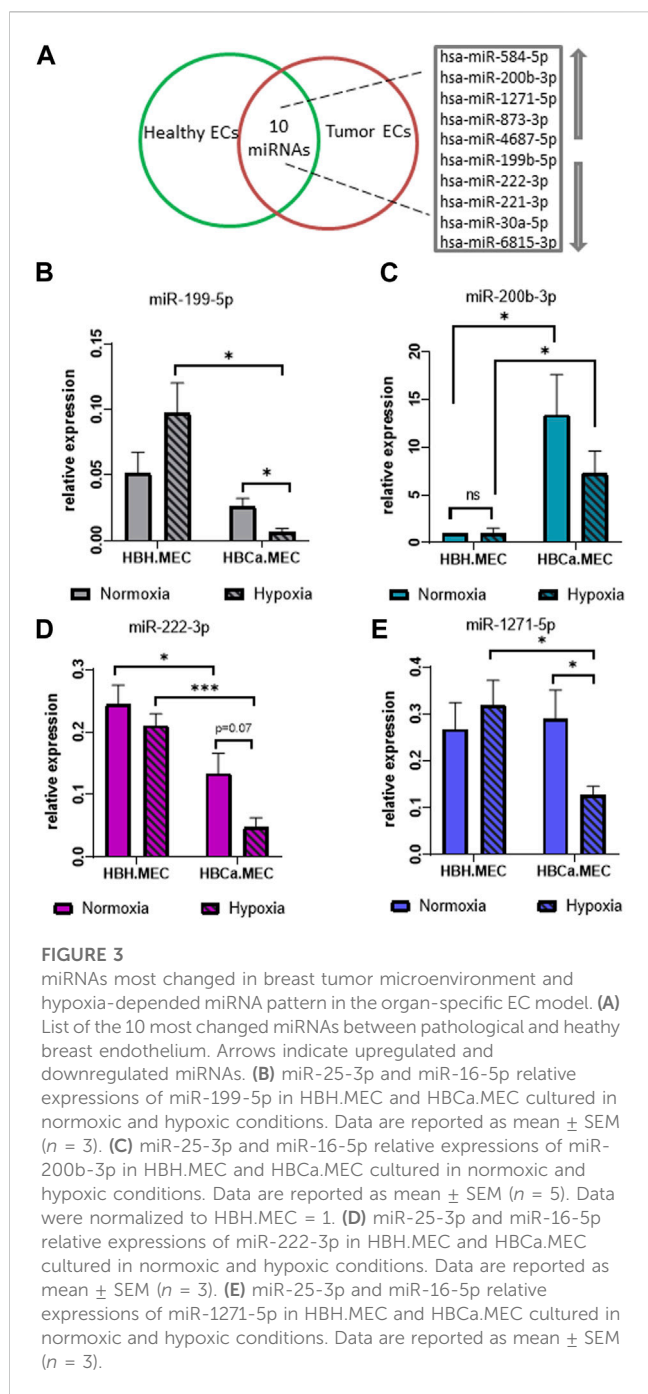 A
Healthy ECs
10
miRNAs
Tumor ECs
hsa-miR-584-5p
hsa-miR-200b-3p
hsa-miR-1271-5p
hsa-miR-873-3p
hsa-miR-4687-5p
hsa-miR-199b-5p
hsa-miR-222-3p
hsa-miR-221-3p
hsa-miR-30a-5p
hsa-miR-6815-3p
B
miR-199-5p
relative expression
0.15
0.10
0.05
0.00
*
*
HBH.MEC
HBCa.MEC
Normoxia
Hypoxia
C
miR-200b-3p
relative expression
20
15
10
5
0
*
*
ns
HBH.MEC
HBCa.MEC
Normoxia
Hypoxia
D
miR-222-3p
relative expression
0.3
0.2
0.1
0.0
*
***
p=0.07
HBH.MEC
HBCa.MEC
Normoxia
Hypoxia
E
miR-1271-5p
relative expression
0.4
0.3
0.2
0.1
0.0
*
*
HBH.MEC
HBCa.MEC
Normoxia
Hypoxia
FIGURE 3
miRNAs most changed in breast tumor microenvironment and
hypoxia-depended miRNA pattern in the organ-specific EC model. (A)
List of the 10 most changed miRNAs between pathological and heathy
breast endothelium. Arrows indicate upregulated and
downregulated miRNAs. (B) miR-25-3p and miR-16-5p relative
expressions of miR-199-5p in HBH.MEC and HBCa.MEC cultured in
normoxic and hypoxic conditions. Data are reported as mean ± SEM
(n = 3). (C) miR-25-3p and miR-16-5p relative expressions of miR-
200b-3p in HBH.MEC and HBCa.MEC cultured in normoxic and
hypoxic conditions. Data are reported as mean ± SEM (n = 5). Data
were normalized to HBH.MEC = 1. (D) miR-25-3p and miR-16-5p
relative expressions of miR-222-3p in HBH.MEC and HBCa.MEC
cultured in normoxic and hypoxic conditions. Data are reported as
mean ± SEM (n = 3). (E) miR-25-3p and miR-16-5p relative
expressions of miR-1271-5p in HBH.MEC and HBCa.MEC cultured in
normoxic and hypoxic conditions. Data are reported as mean ± SEM
(n = 3).